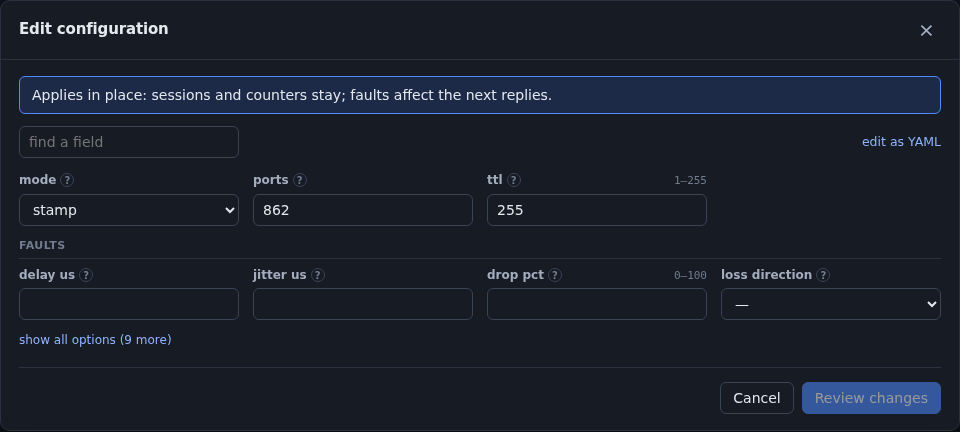 Edit configuration
Applies in place: sessions and counters stay; faults affect the next replies.
find a field
edit as YAML
mode ? ports ? ttl ? 1–255
stamp 862 255
FAULTS
delay us ? jitter us ? drop pct ? 0–100 loss direction ?
—
show all options (9 more)
Cancel Review changes